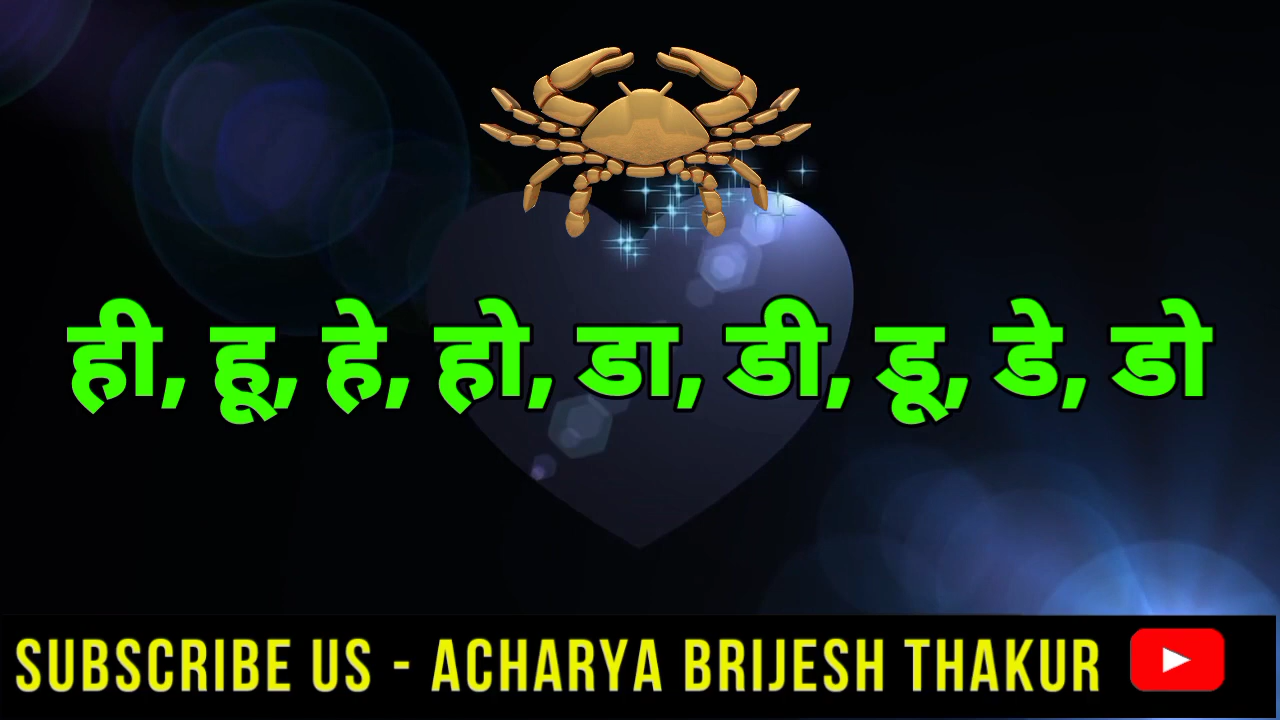 ही, हू, हे, हो, डा, डी, डू, डे, डो
SUBSCRIBE US - ACHARYA BRIJESH THAKUR